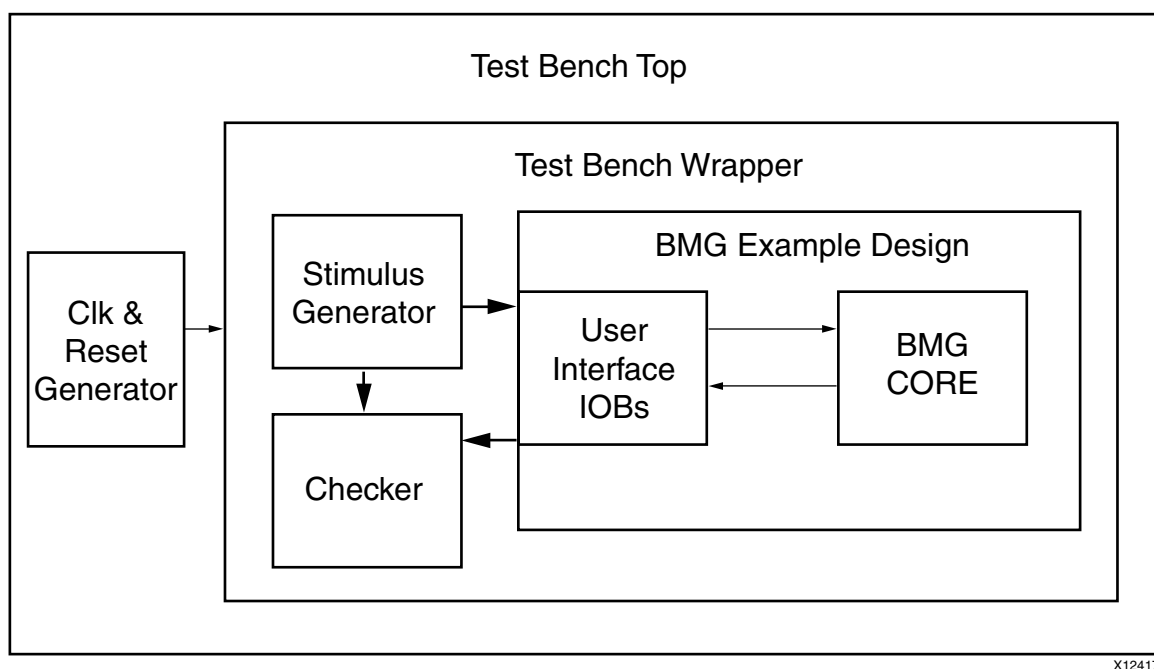 Test Bench Top
Test Bench Wrapper
BMG Example Design
Stimulus
Generator
Clk &
Reset
Generator
User
Interface
IOBs
BMG
CORE
Checker
X12417